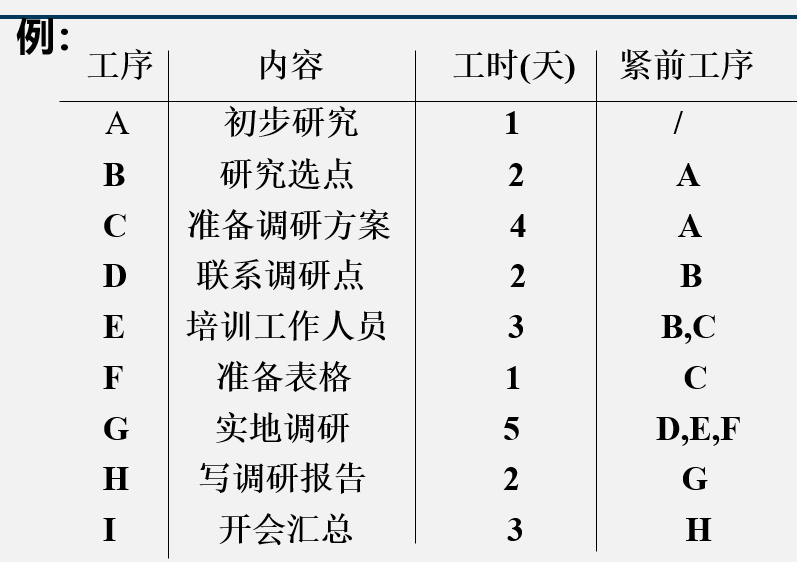 例：
工序 内容 工时(天) 紧前工序
A 初步研究 1 /
B 研究选点 2 A
C 准备调研方案 4 A
D 联系调研点 2 B
E 培训工作人员 3 B,C
F 准备表格 1 C
G 实地调研 5 D,E,F
H 写调研报告 2 G
I 开会汇总 3 H